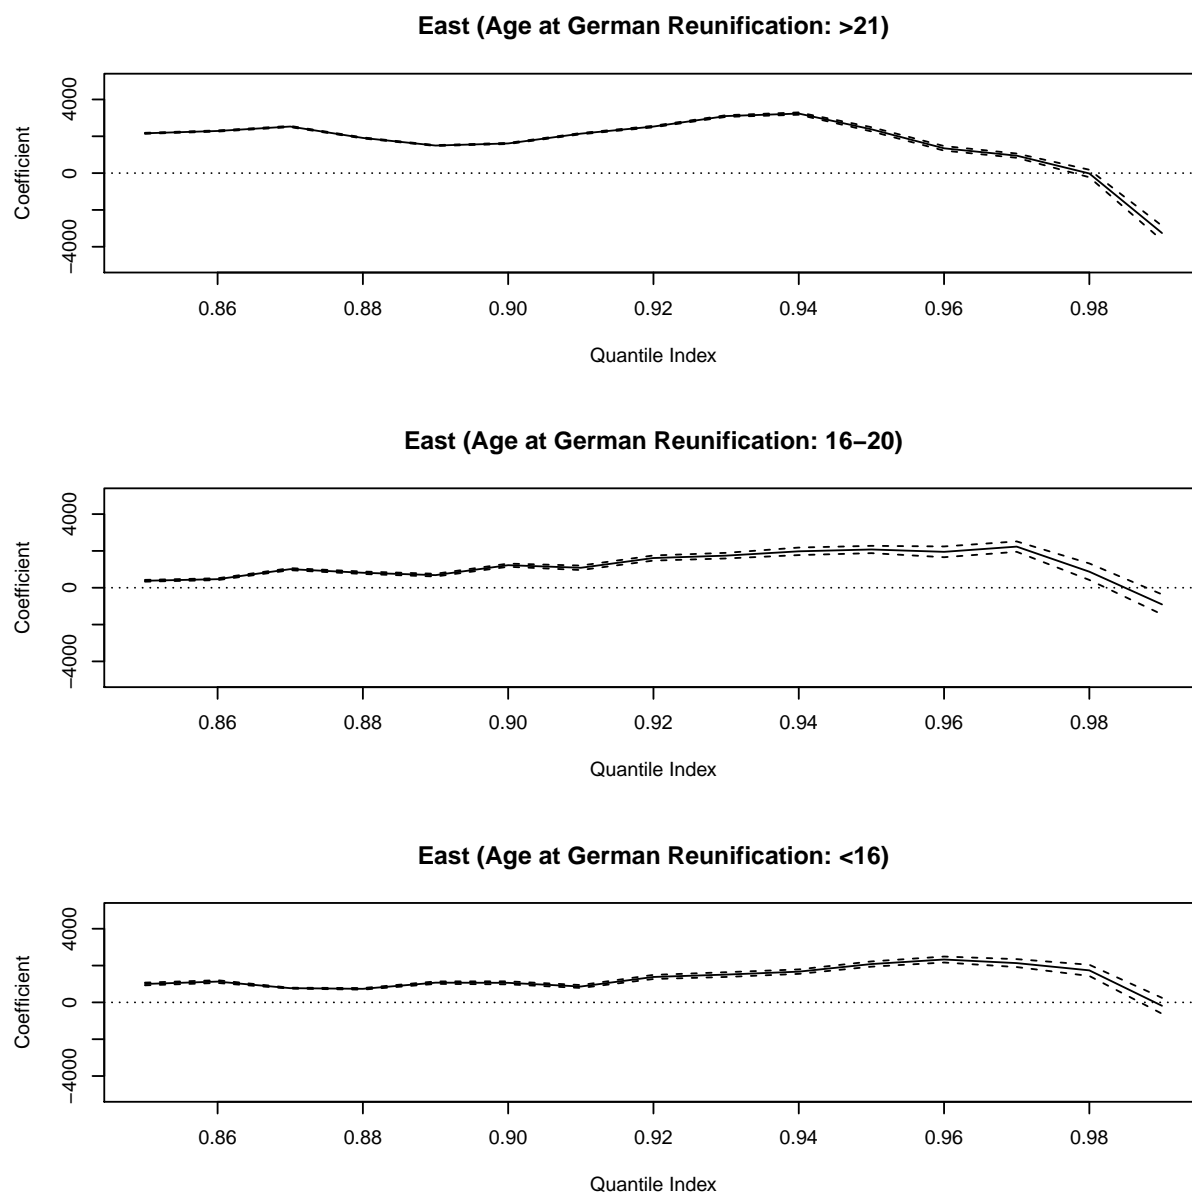 East (Age at German Reunification: >21)
Coefficient
4000
0
−4000
0.86 0.88 0.90 0.92 0.94 0.96 0.98
Quantile Index
East (Age at German Reunification: 16−20)
Coefficient
4000
0
−4000
0.86 0.88 0.90 0.92 0.94 0.96 0.98
Quantile Index
East (Age at German Reunification: <16)
Coefficient
4000
0
−4000
0.86 0.88 0.90 0.92 0.94 0.96 0.98
Quantile Index